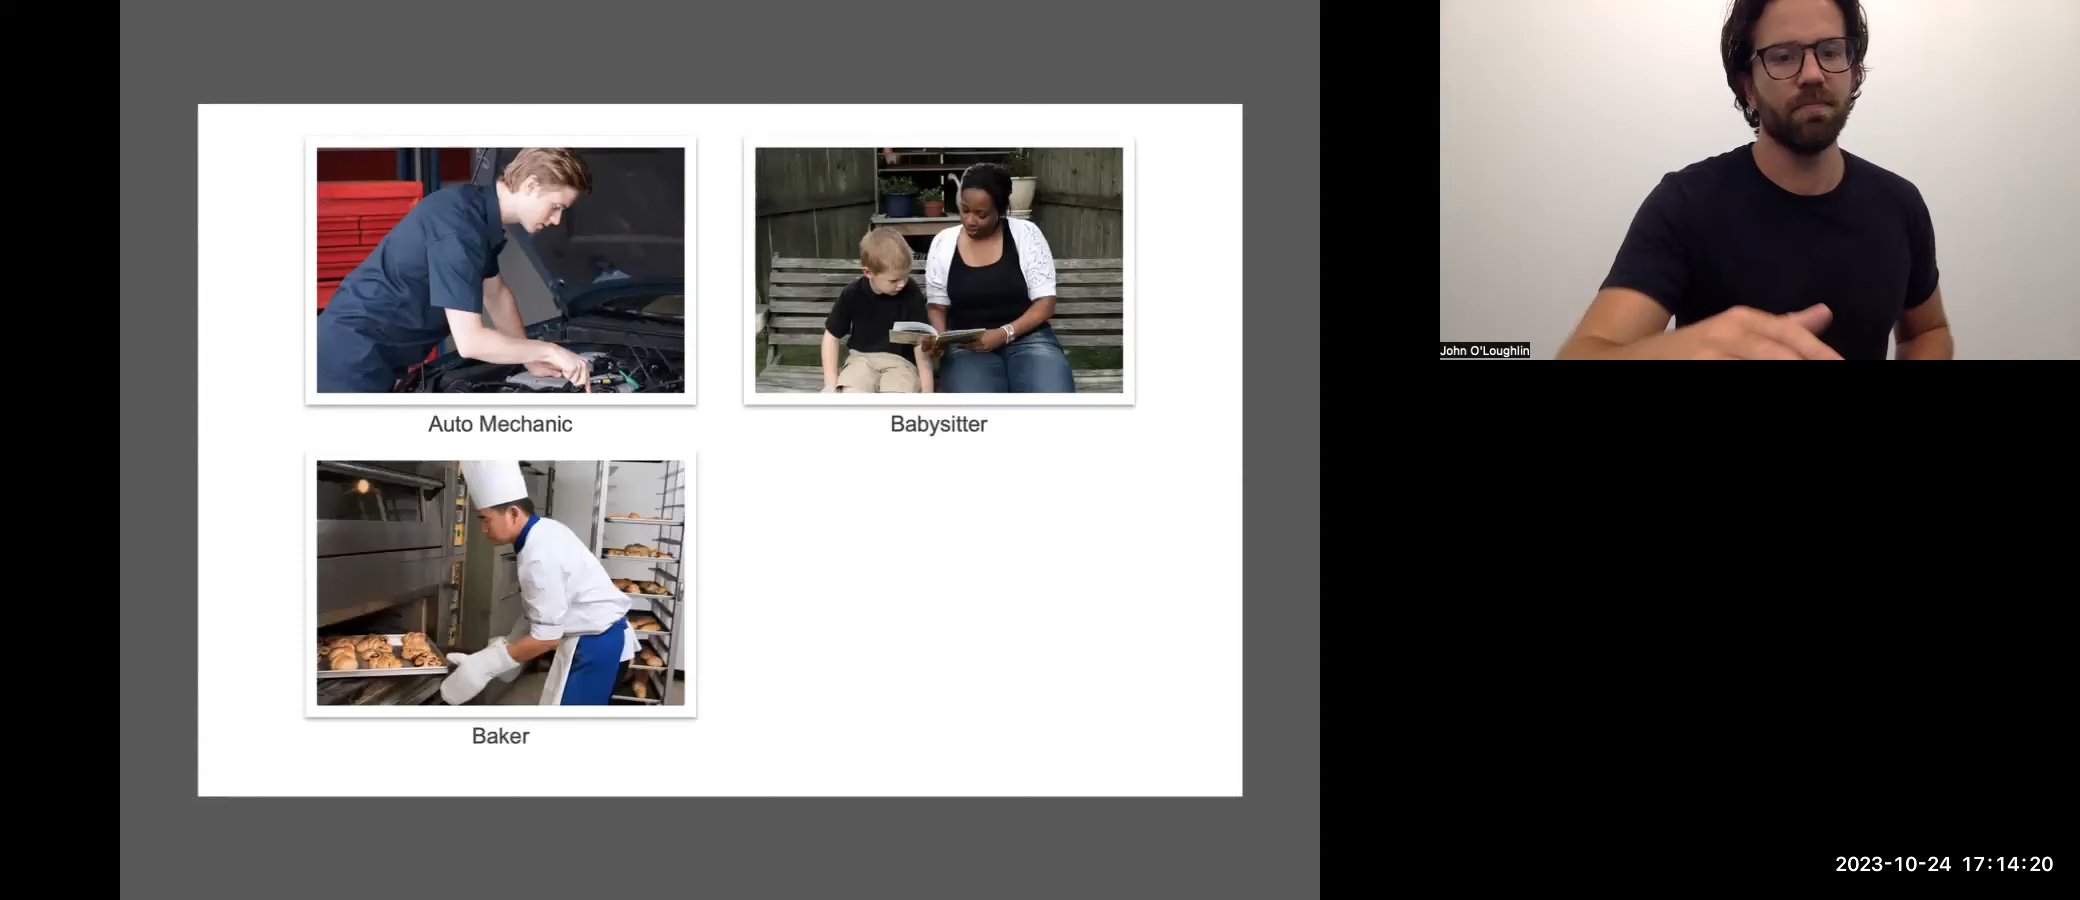 Auto Mechanic
Babysitter
Baker
John O'Loughlin
2023-10-24 17:14:20